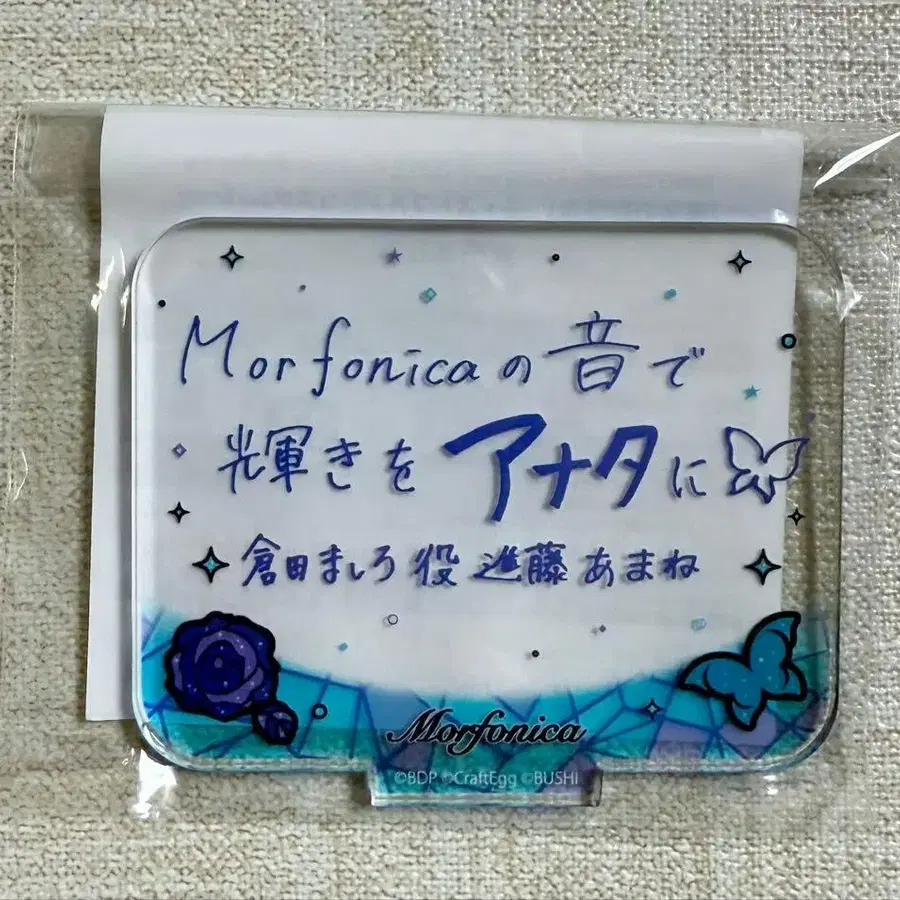 Morfonicaの音で
輝きをアナタに
倉田ましろ役 進藤あまね
Morfonica
©BDP ©CraftEgg ©BUSHI